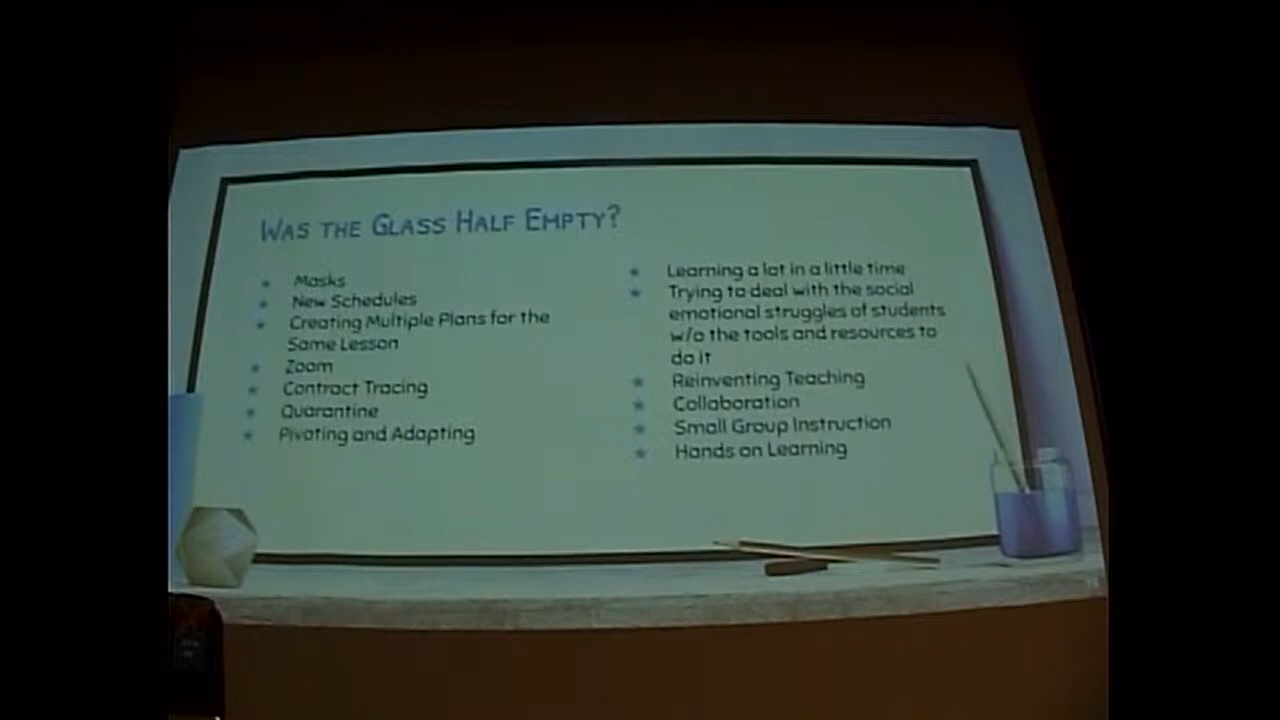 Was the Glass Half Empty?
Masks
New Schedules
Creating Multiple Plans for the
Same Lesson
Zoom
Contract Tracing
Quarantine
Pivoting and Adapting
Learning a lot in a little time
Trying to deal with the social
emotional struggles of students
w/o the tools and resources to
do it
Reinventing Teaching
Collaboration
Small Group Instruction
Hands on Learning